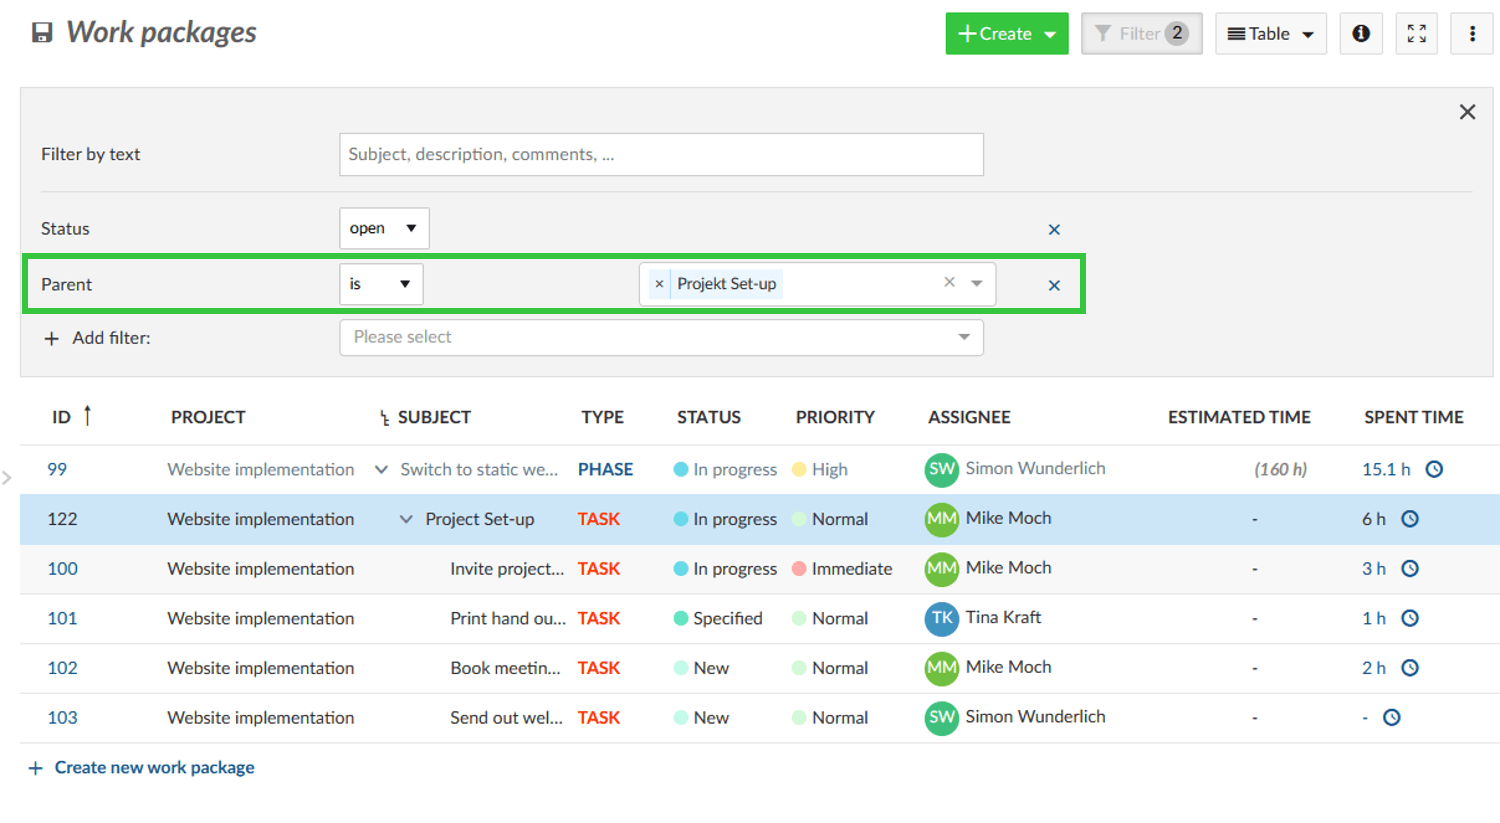 Work packages
+ Create
Filter 2
Table
Filter by text
Subject, description, comments, ...
Status
open
Parent
is
× Projekt Set-up
+ Add filter:
Please select
ID PROJECT SUBJECT TYPE STATUS PRIORITY ASSIGNEE ESTIMATED TIME SPENT TIME
99 Website implementation Switch to static we... PHASE In progress High SW Simon Wunderlich (160 h) 15.1 h
122 Website implementation Project Set-up TASK In progress Normal MM Mike Moch - 6 h
100 Website implementation Invite project... TASK In progress Immediate MM Mike Moch - 3 h
101 Website implementation Print hand ou... TASK Specified Normal TK Tina Kraft - 1 h
102 Website implementation Book meetin... TASK New Normal MM Mike Moch - 2 h
103 Website implementation Send out wel... TASK New Normal SW Simon Wunderlich - -
+ Create new work package